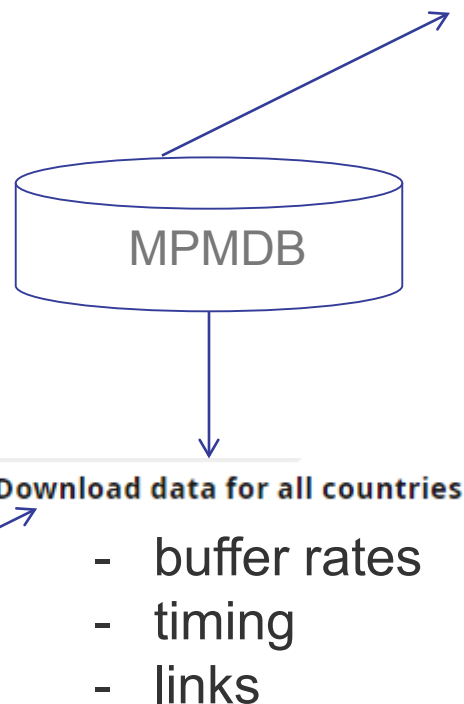 MPMDB
Download data for all countries
- buffer rates
- timing
- links